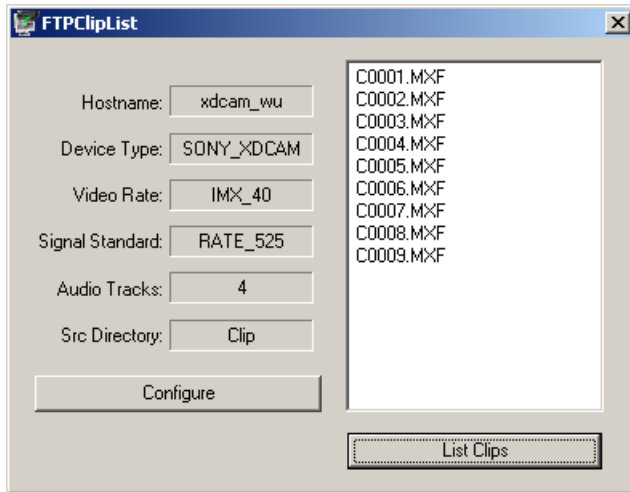 FTPClipList
Hostname: xdcam_wu
Device Type: SONY_XDCAM
Video Rate: IMX_40
Signal Standard: RATE_525
Audio Tracks: 4
Src Directory: Clip
Configure
C0001.MXF
C0002.MXF
C0003.MXF
C0004.MXF
C0005.MXF
C0006.MXF
C0007.MXF
C0008.MXF
C0009.MXF
List Clips